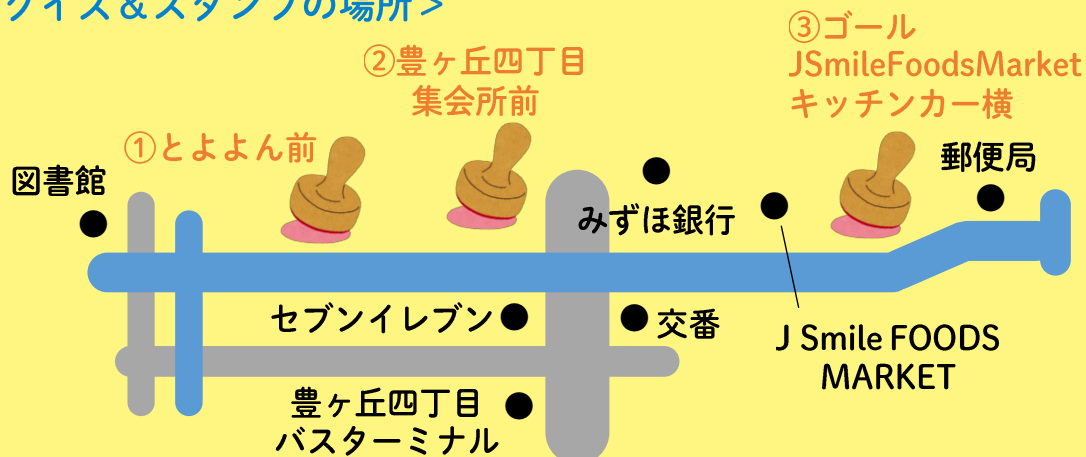 クイズ＆スタンプの場所＞
③ゴール
JSmileFoodsMarket
キッチンカー横
②豊ヶ丘四丁目
集会所前
①とよよん前
図書館
郵便局
みずほ銀行
セブンイレブン
交番
J Smile FOODS
MARKET
豊ヶ丘四丁目
バスターミナル